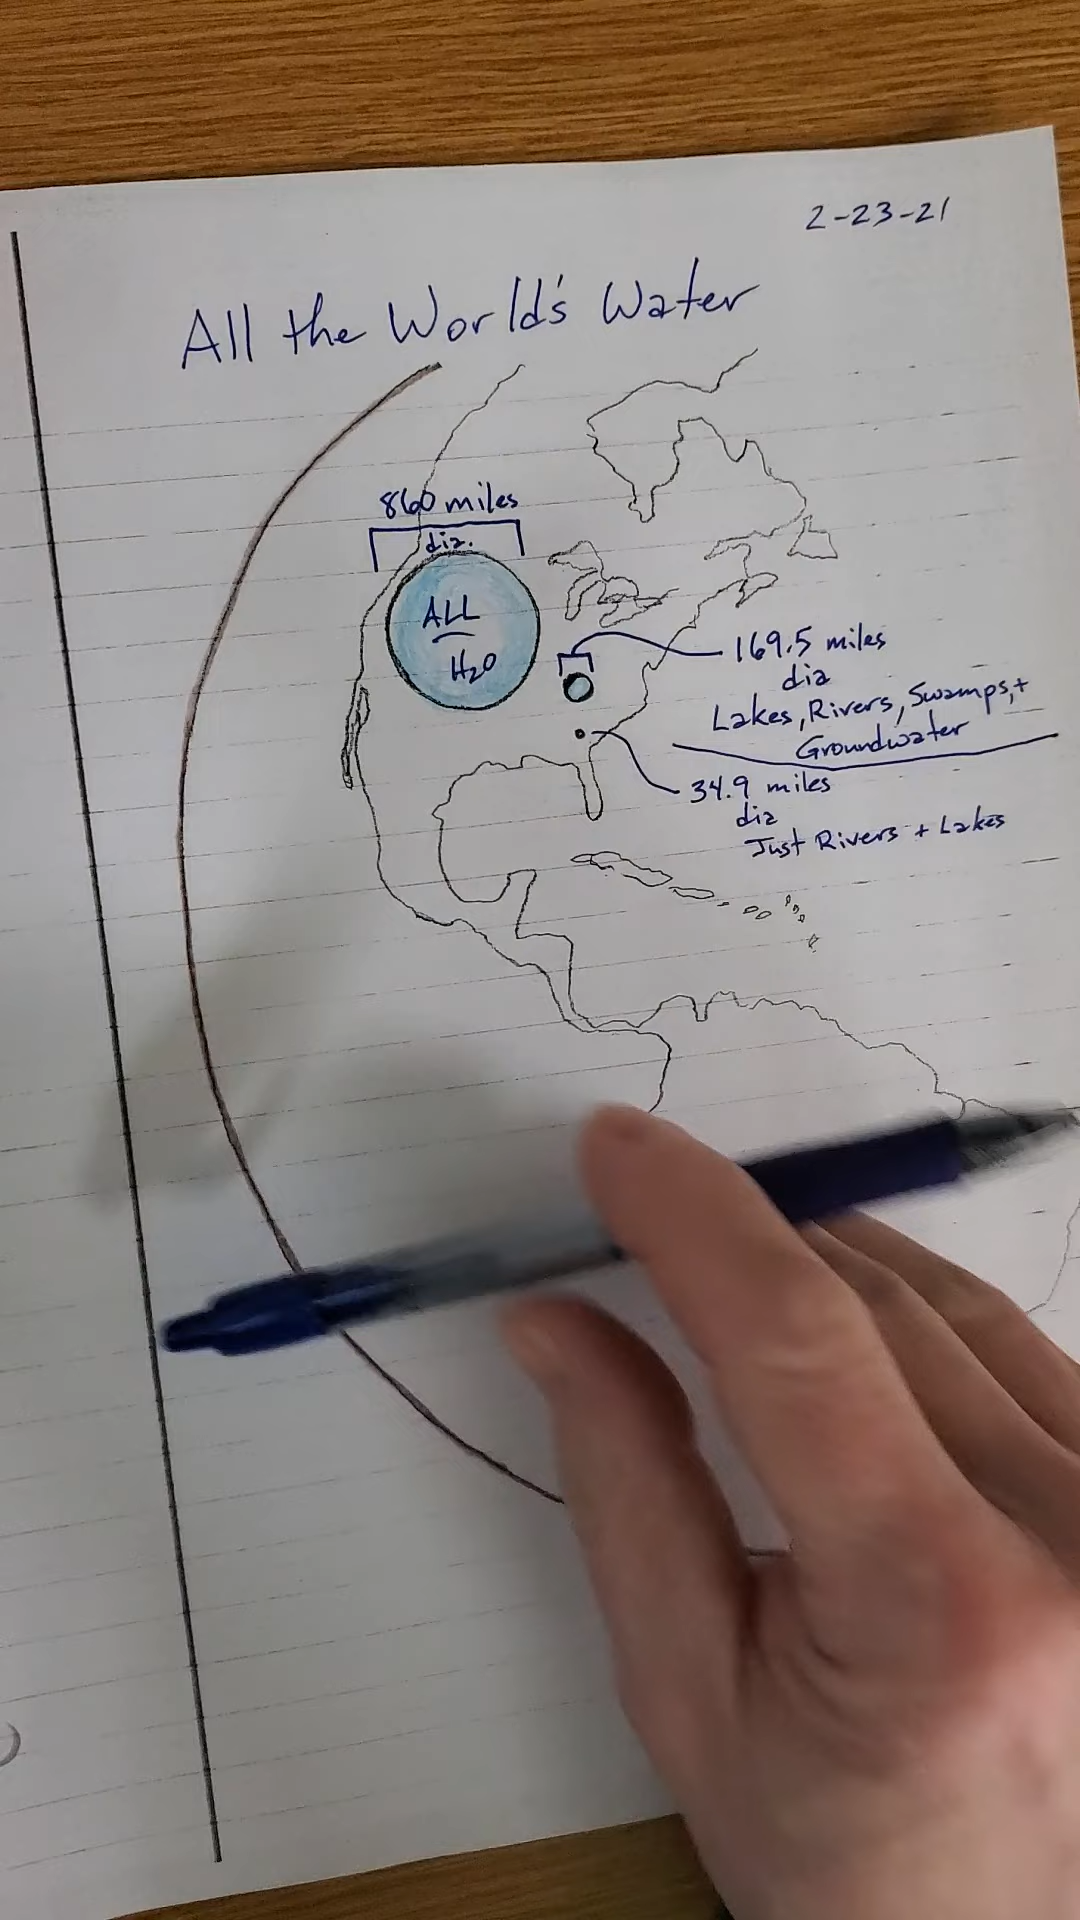 2-23-21
All the World's Water
860 miles
dia.
ALL
H2O
169.5 miles
dia
Lakes, Rivers, Swamps, +
Groundwater
34.9 miles
dia
Just Rivers + Lakes